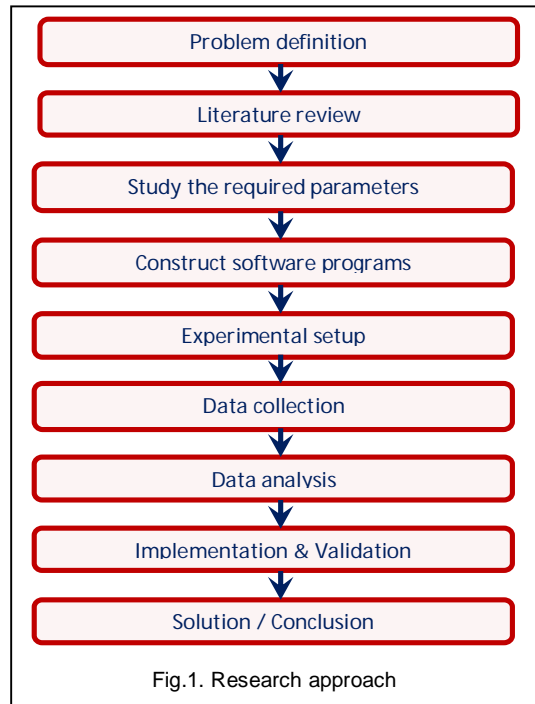 Problem definition
Literature review
Study the required parameters
Construct software programs
Experimental setup
Data collection
Data analysis
Implementation & Validation
Solution / Conclusion
Fig.1. Research approach